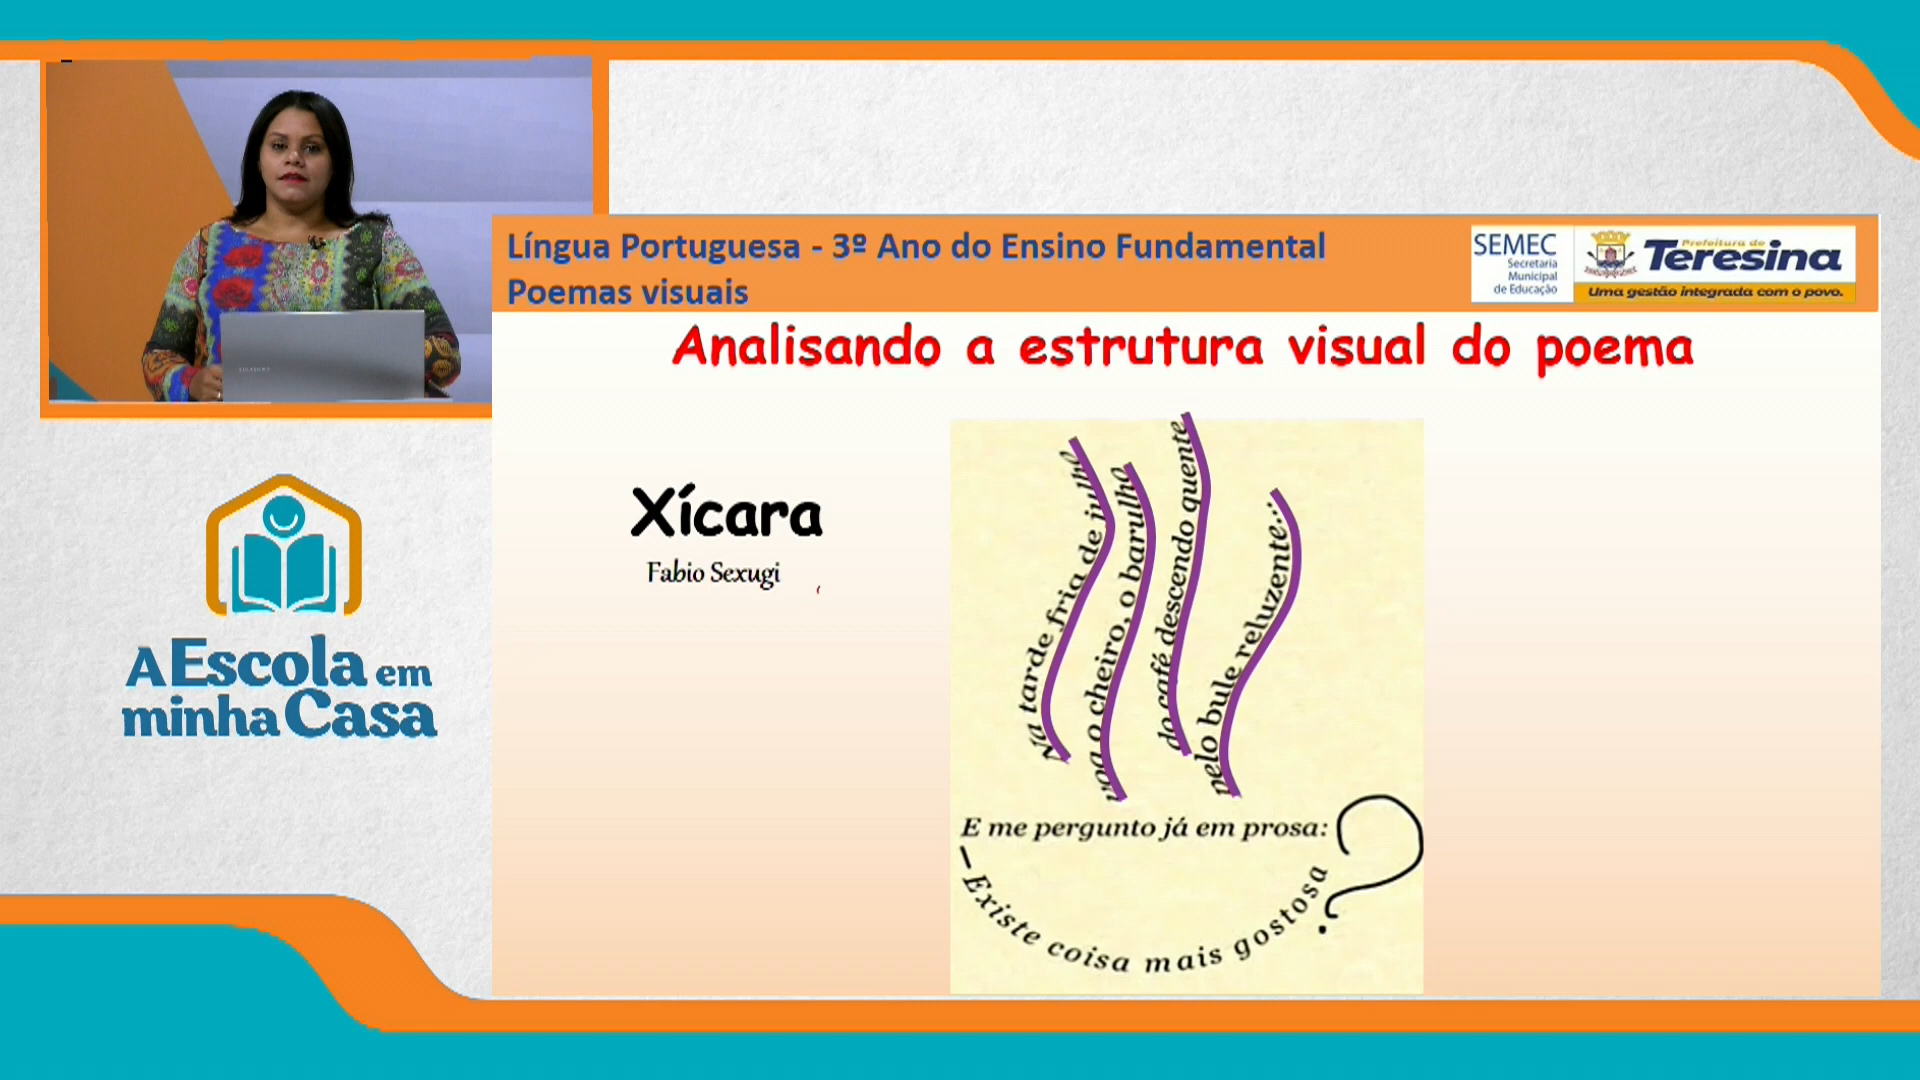 Língua Portuguesa - 3º Ano do Ensino Fundamental
Poemas visuais
SEMEC
Secretaria
Municipal
de Educação
Prefeitura de
Teresina
Uma gestão integrada com o povo.
Analisando a estrutura visual do poema
Xícara
Fabio Sexugi
Na tarde fria de julho
voa o cheiro, o barulho
do café descendo quente
pelo bule reluzente...
E me pergunto já em prosa:
– Existe coisa mais gostosa?
A Escola em
minha Casa